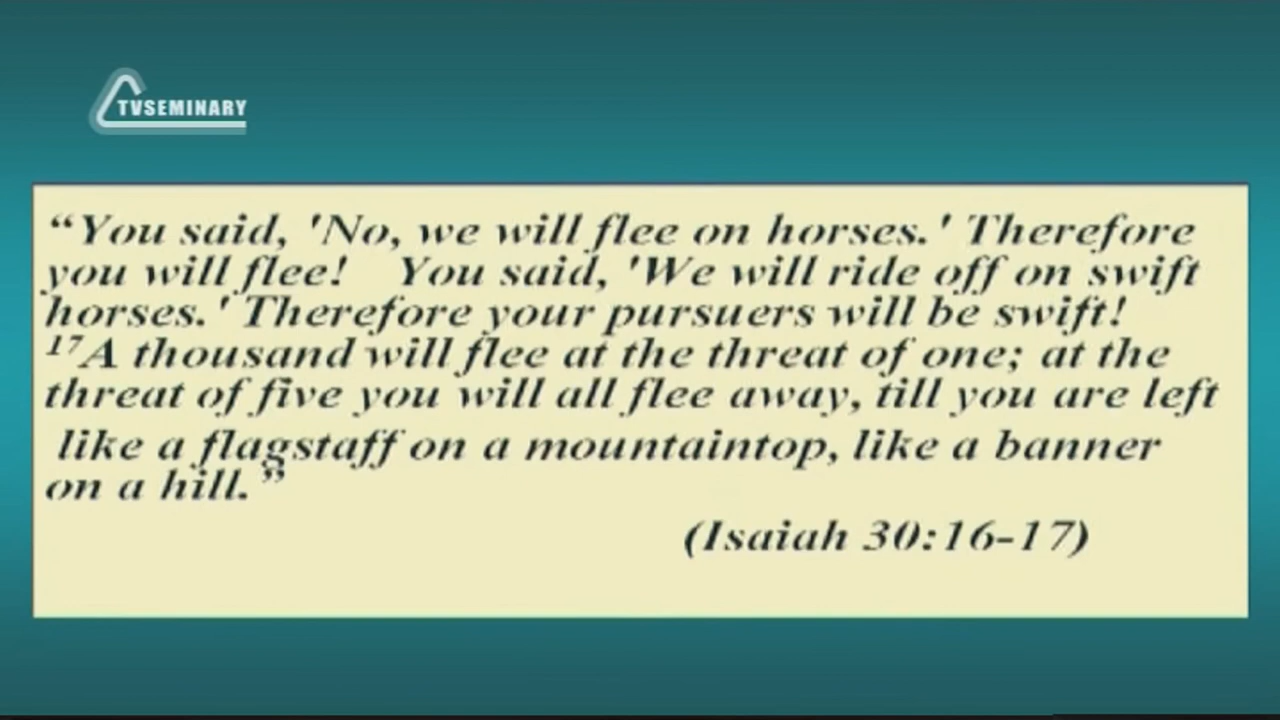 TVSEMINARY
“You said, 'No, we will flee on horses.' Therefore
you will flee!   You said, 'We will ride off on swift
horses.' Therefore your pursuers will be swift!
¹⁷A thousand will flee at the threat of one; at the
threat of five you will all flee away, till you are left
like a flagstaff on a mountaintop, like a banner
on a hill.”
(Isaiah 30:16-17)